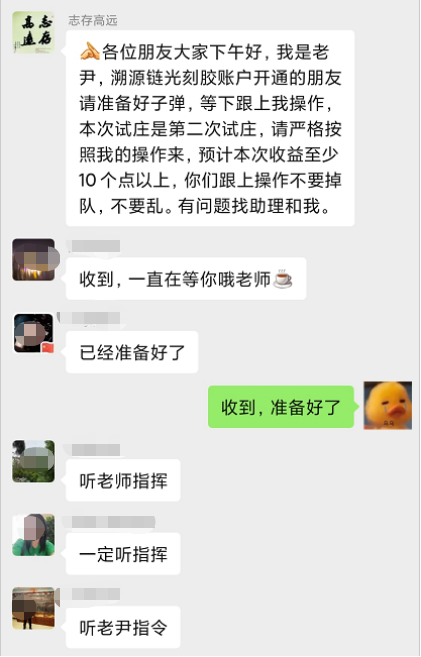 志存高远
🙏各位朋友大家下午好，我是老
尹，溯源链光刻胶账户开通的朋友
请准备好子弹，等下跟上我操作，
本次试庄是第二次试庄，请严格按
照我的操作来，预计本次收益至少
10个点以上，你们跟上操作不要掉
队，不要乱。有问题找助理和我。
收到，一直在等你哦老师☕
已经准备好了
收到，准备好了
听老师指挥
一定听指挥
听老尹指令